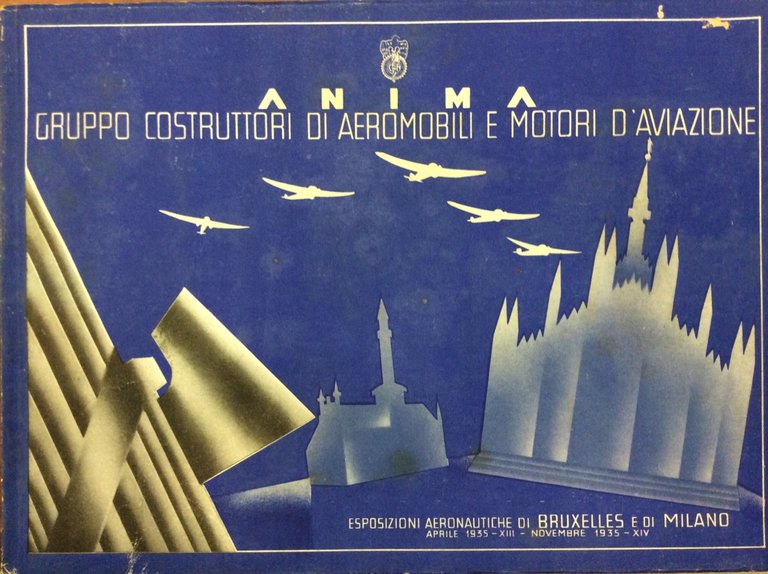 ANIMA
GRUPPO COSTRUTTORI DI AEROMOBILI E MOTORI D'AVIAZIONE
ESPOSIZIONI AERONAUTICHE DI BRUXELLES E DI MILANO
APRILE 1935-XIII - NOVEMBRE 1935-XIV